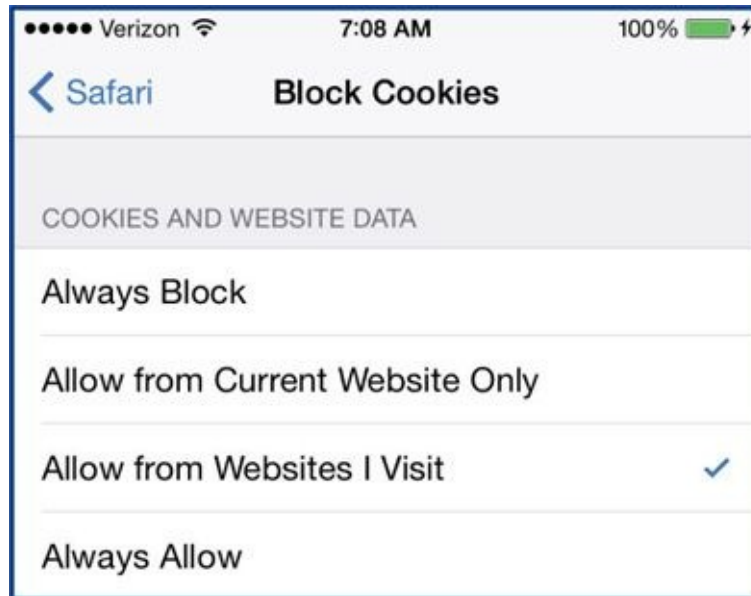 Verizon 7:08 AM 100%
Safari Block Cookies
COOKIES AND WEBSITE DATA
Always Block
Allow from Current Website Only
Allow from Websites I Visit
Always Allow